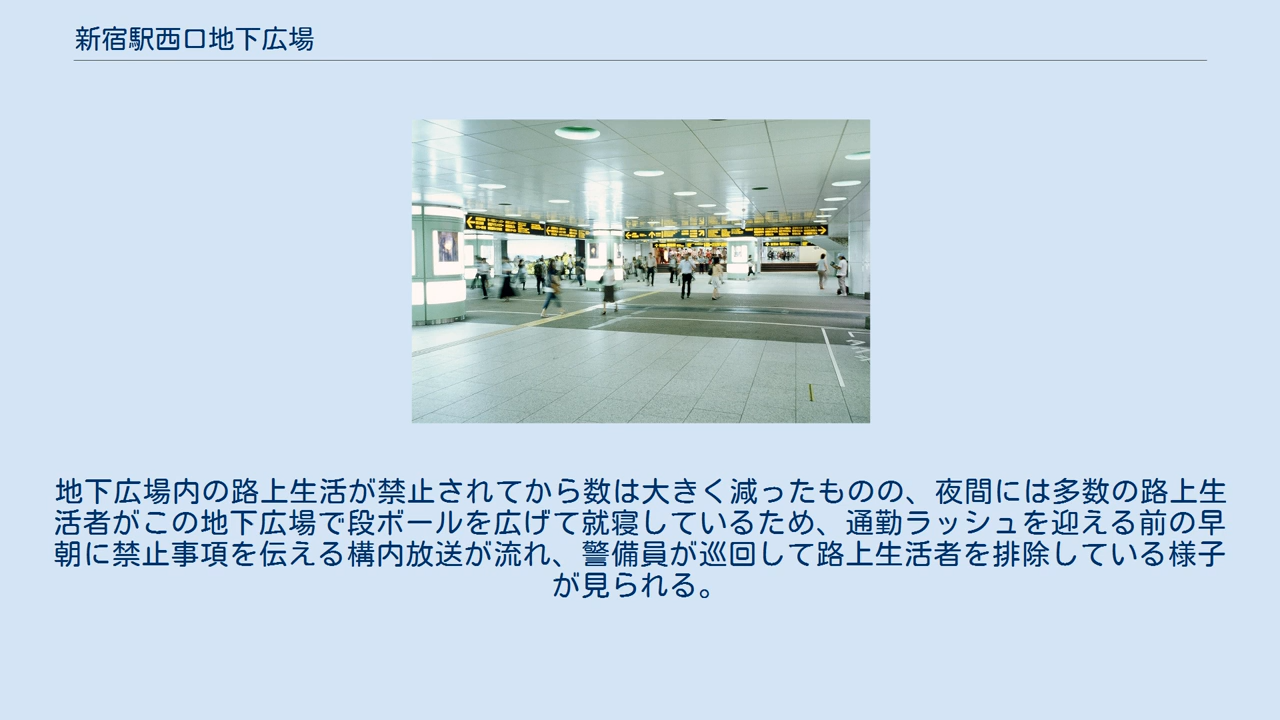 新宿駅西口地下広場
地下広場内の路上生活が禁止されてから数は大きく減ったものの、夜間には多数の路上生
活者がこの地下広場で段ボールを広げて就寝しているため、通勤ラッシュを迎える前の早
朝に禁止事項を伝える構内放送が流れ、警備員が巡回して路上生活者を排除している様子
が見られる。